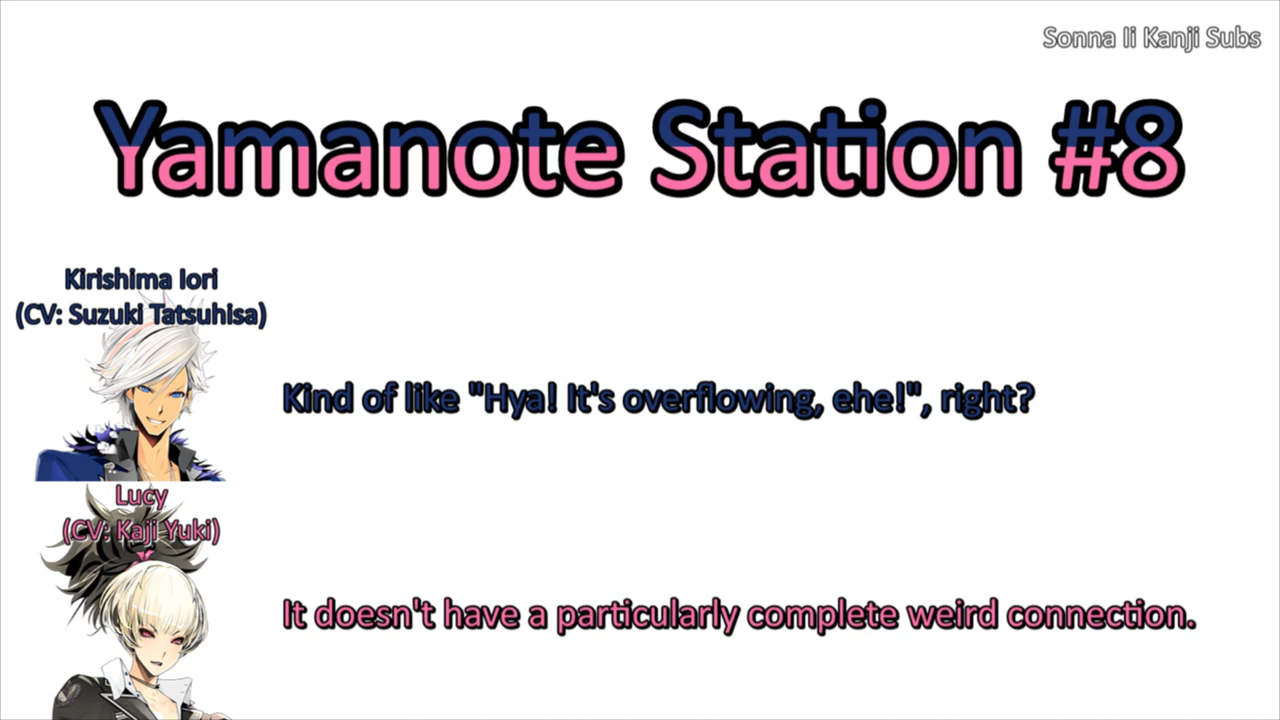 Sonna Ii Kanji Subs
Yamanote Station #8
Kirishima Iori
(CV: Suzuki Tatsuhisa)
Kind of like "Hya! It's overflowing, ehe!", right?
Lucy
(CV: Kaji Yuki)
It doesn't have a particularly complete weird connection.